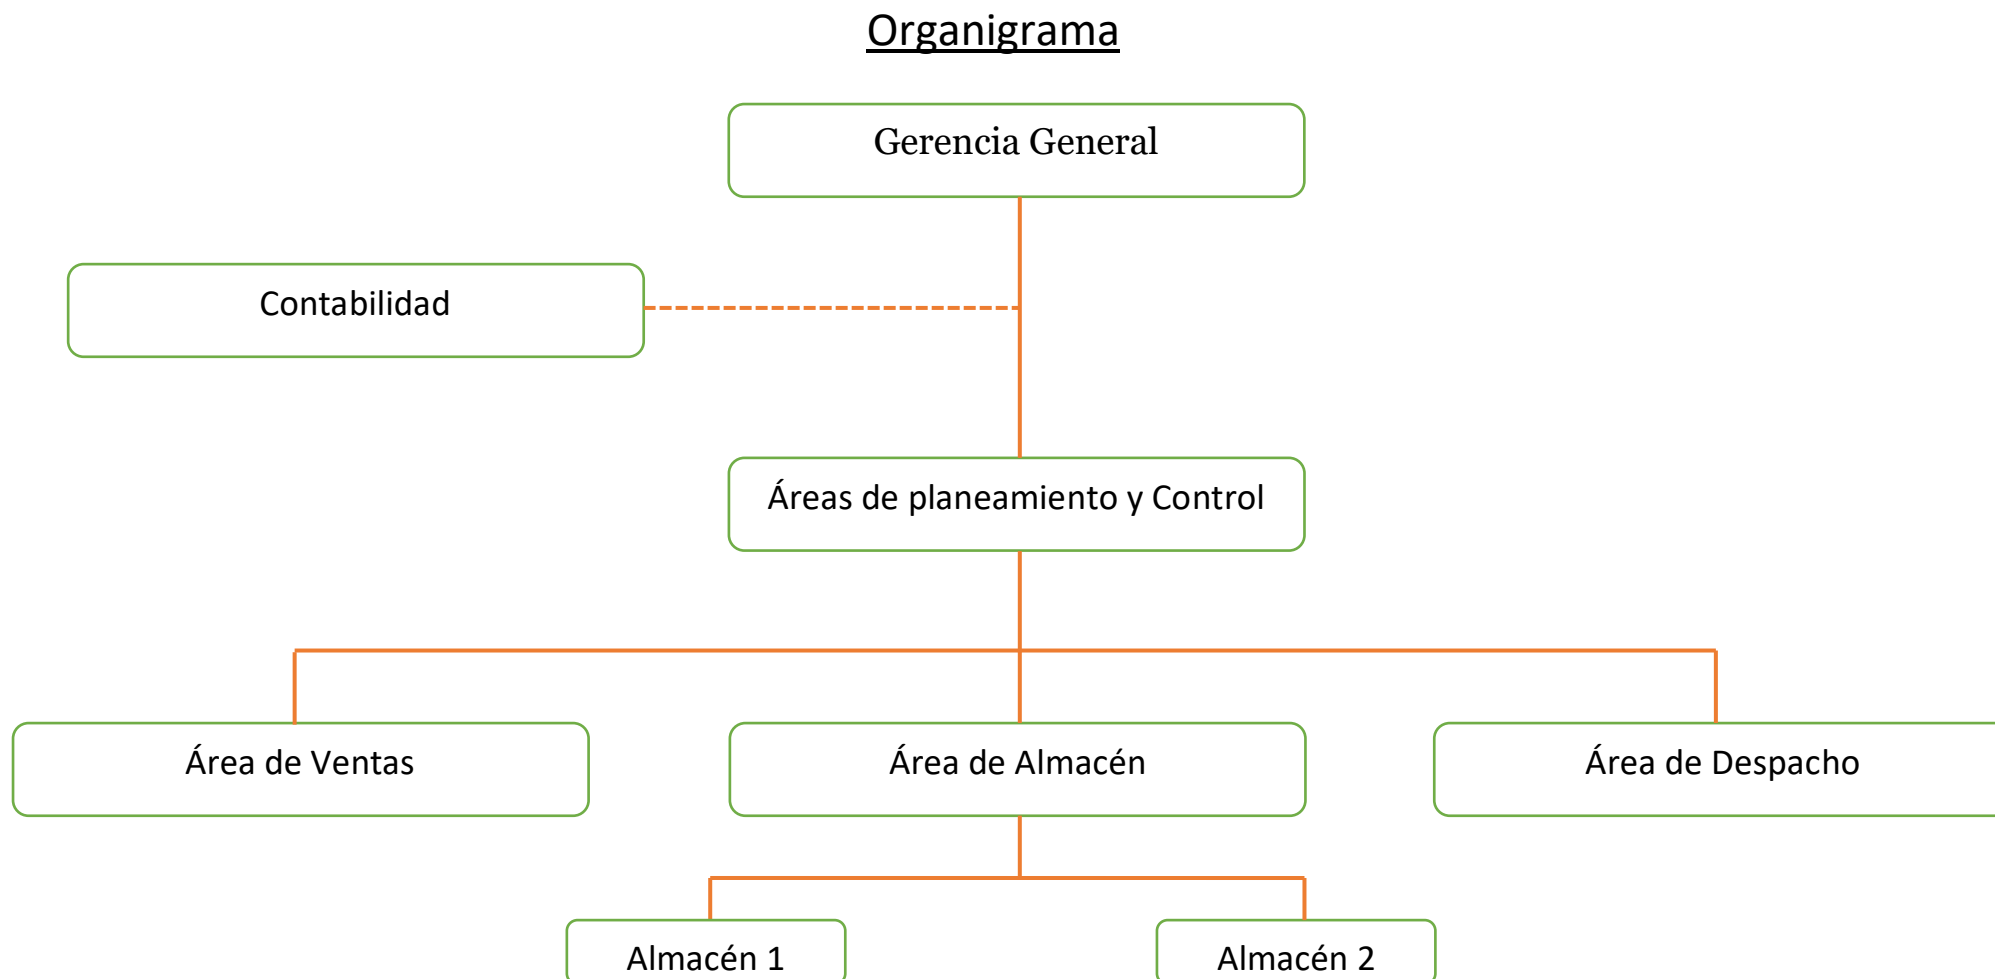 Organigrama
Gerencia General
Contabilidad
Áreas de planeamiento y Control
Área de Ventas
Área de Almacén
Área de Despacho
Almacén 1
Almacén 2